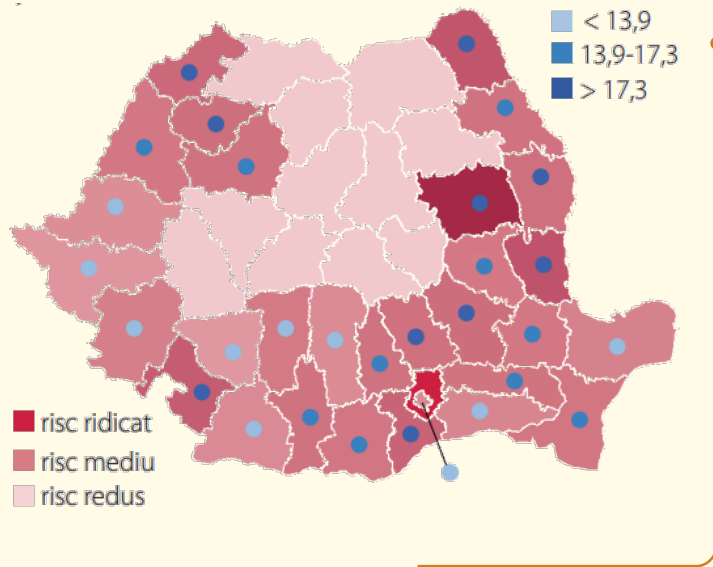 < 13,9
13,9-17,3
> 17,3
risc ridicat
risc mediu
risc redus